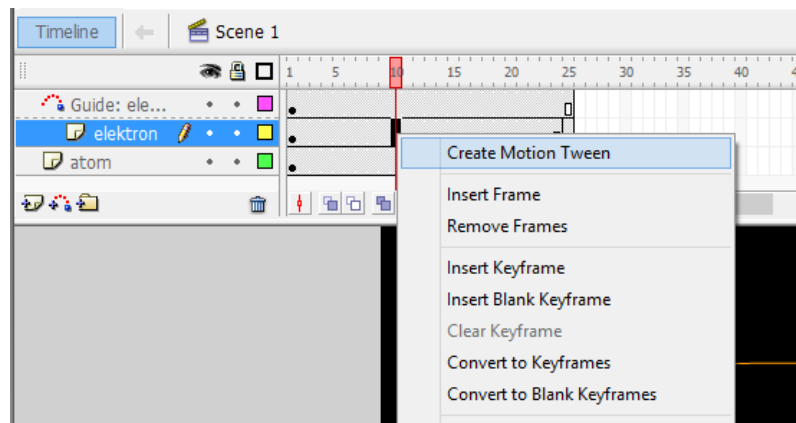 Timeline Scene 1
1 5 10 15 20 25 30 35 40
Guide: ele...
elektron
atom
Create Motion Tween
Insert Frame
Remove Frames
Insert Keyframe
Insert Blank Keyframe
Clear Keyframe
Convert to Keyframes
Convert to Blank Keyframes